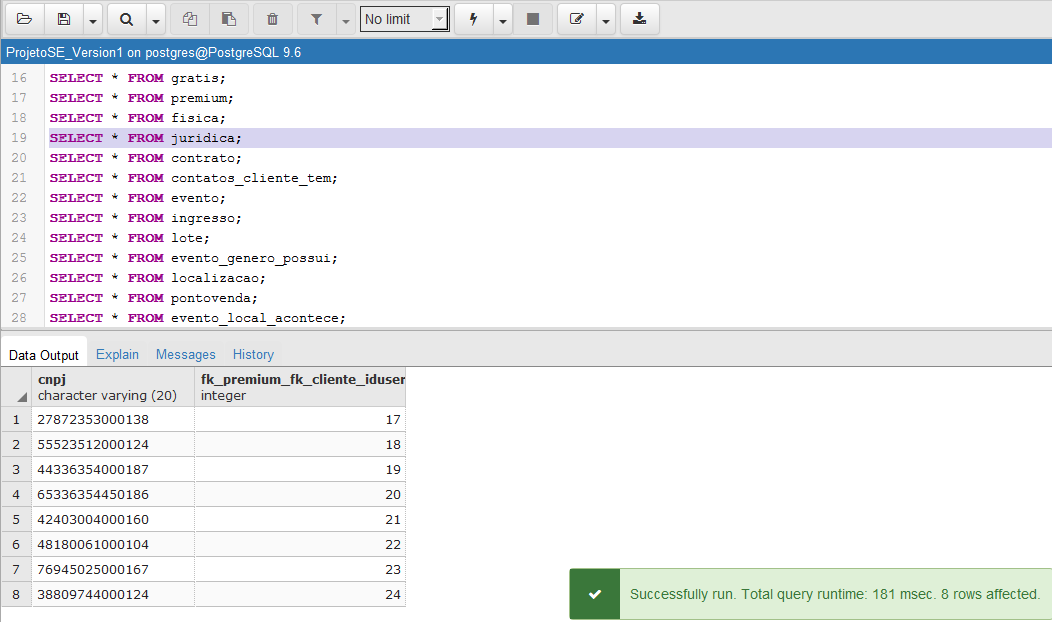 No limit
ProjetoSE_Version1 on postgres@PostgreSQL 9.6
16 SELECT * FROM gratis;
17 SELECT * FROM premium;
18 SELECT * FROM fisica;
19 SELECT * FROM juridica;
20 SELECT * FROM contrato;
21 SELECT * FROM contatos_cliente_tem;
22 SELECT * FROM evento;
23 SELECT * FROM ingresso;
24 SELECT * FROM lote;
25 SELECT * FROM evento_genero_possui;
26 SELECT * FROM localizacao;
27 SELECT * FROM pontovenda;
28 SELECT * FROM evento_local_acontece;
Data Output Explain Messages History
cnpj fk_premium_fk_cliente_iduser
character varying (20) integer
1 27872353000138 17
2 55523512000124 18
3 44336354000187 19
4 65336354450186 20
5 42403004000160 21
6 48180061000104 22
7 76945025000167 23
8 38809744000124 24
Successfully run. Total query runtime: 181 msec. 8 rows affected.